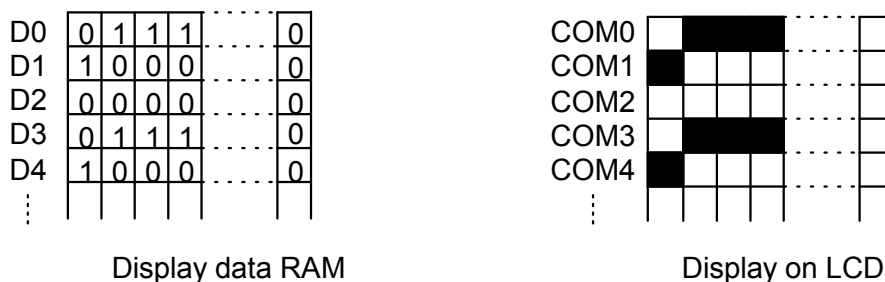 D0 0 1 1 1 0 COM0
D1 1 0 0 0 0 COM1
D2 0 0 0 0 0 COM2
D3 0 1 1 1 0 COM3
D4 1 0 0 0 0 COM4
Display data RAM Display on LCD